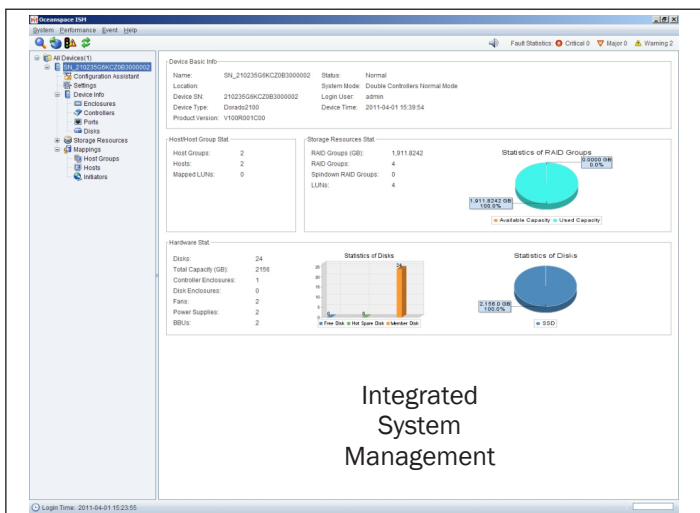 Oceanspace ISM
System Performance Event Help
Fault Statistics: Critical 0 Major 0 Warning 2
All Devices(1)
SN_210235G6KCZ0B3000002
Configuration Assistant
Settings
Device Info
Enclosures
Controllers
Ports
Disks
Storage Resources
Mappings
Host Groups
Hosts
Initiators
Device Basic Info
Name: SN_210235G6KCZ0B3000002 Status: Normal
Location: System Mode: Double Controllers Normal Mode
Device SN: 210235G6KCZ0B3000002 Login User: admin
Device Type: Dorado2100 Device Time: 2011-04-01 15:39:54
Product Version: V100R001C00
Host/Host Group Stat
Host Groups: 2
Hosts: 2
Mapped LUNs: 0
Storage Resources Stat
RAID Groups (GB): 1,911.8242
RAID Groups: 4
Spindown RAID Groups: 0
LUNs: 4
Statistics of RAID Groups
0.0000 GB
0.0%
1,911.8242 GB
100.0%
Available Capacity Used Capacity
Hardware Stat
Disks: 24
Total Capacity (GB): 2156
Controller Enclosures: 1
Disk Enclosures: 0
Fans: 2
Power Supplies: 2
BBUs: 2
Statistics of Disks
25
20
15
10
5
0
0
0
24
Free Disk Hot Spare Disk Member Disk
Statistics of Disks
2,156.0 GB
100.0%
SSD
Integrated
System
Management
Login Time: 2011-04-01 15:23:55